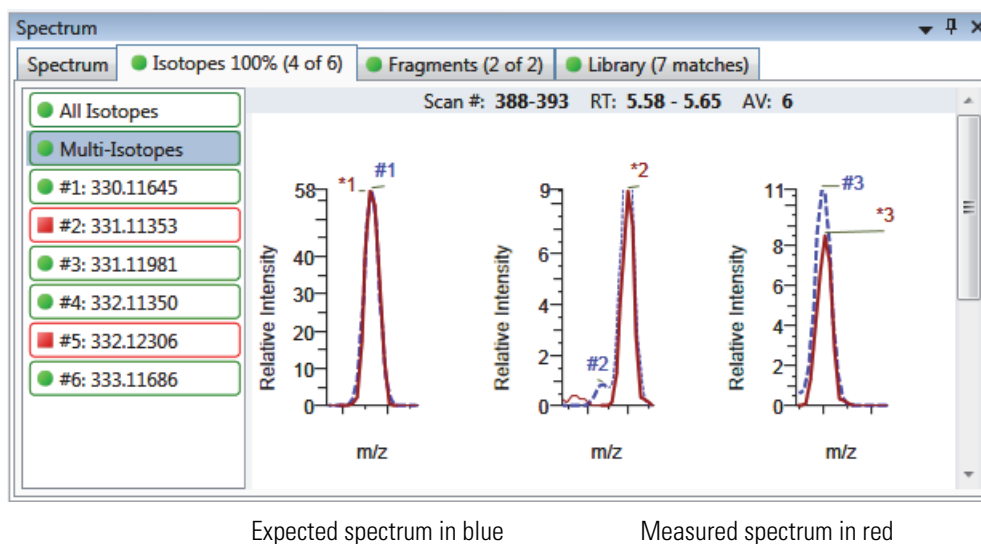 Spectrum
Spectrum Isotopes 100% (4 of 6) Fragments (2 of 2) Library (7 matches)
All Isotopes
Multi-Isotopes
#1: 330.11645
#2: 331.11353
#3: 331.11981
#4: 332.11350
#5: 332.12306
#6: 333.11686
Scan #: 388-393 RT: 5.58 - 5.65 AV: 6
*1 #1
58
40
30
20
10
0
Relative Intensity
m/z
*2
#2
9
6
4
2
0
Relative Intensity
m/z
#3
*3
11
8
6
4
2
0
Relative Intensity
m/z
Expected spectrum in blue Measured spectrum in red